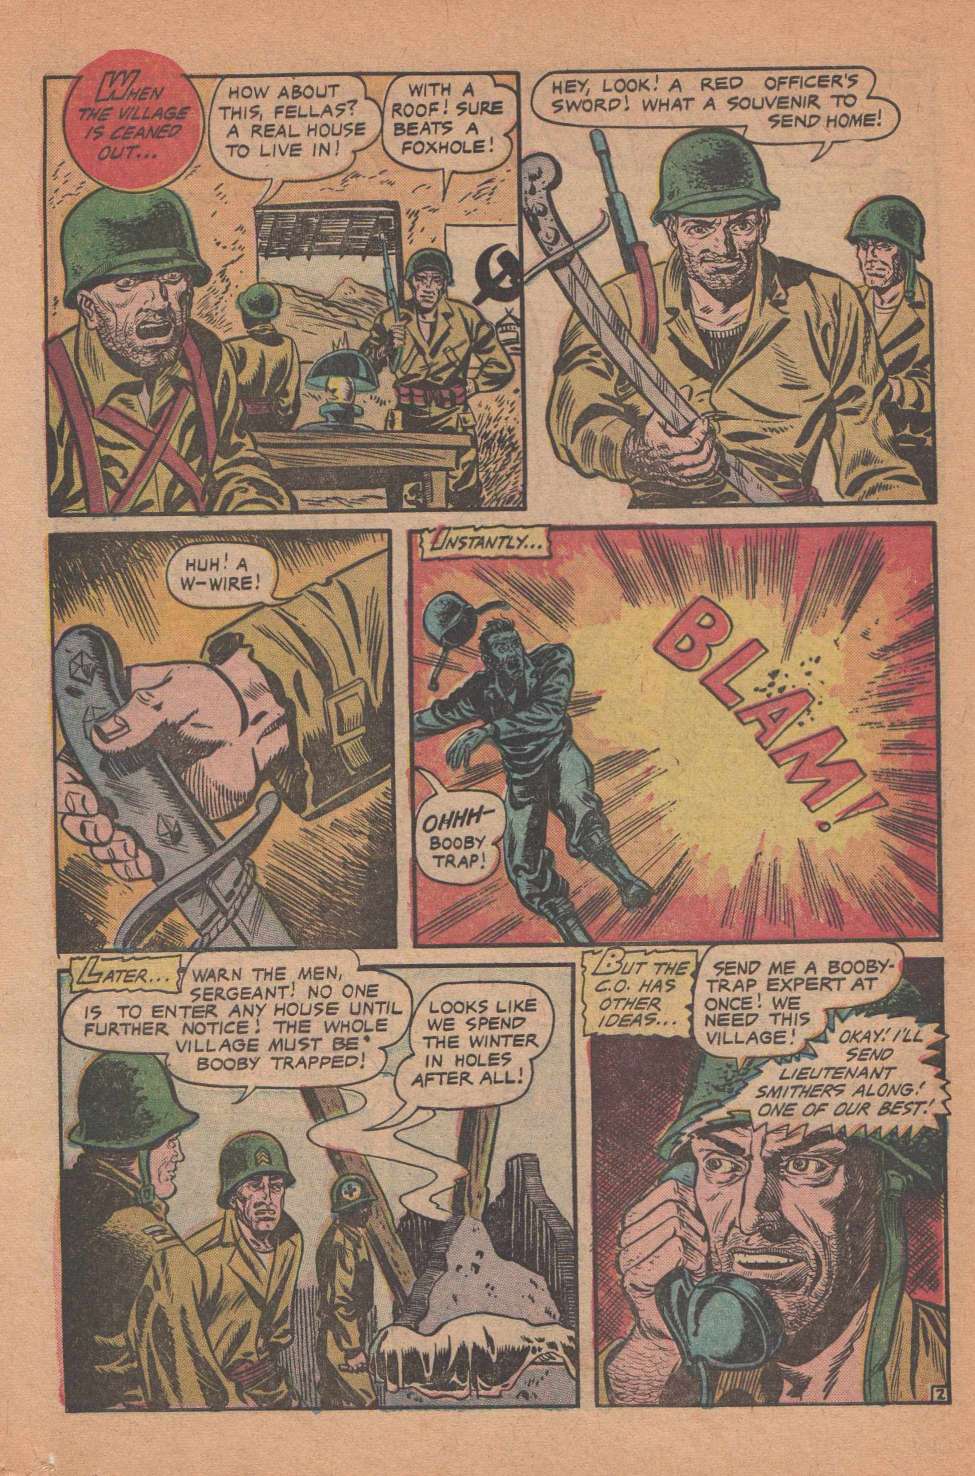 WHEN
THE VILLAGE
IS CEANED
OUT...
HOW ABOUT
THIS, FELLAS?
A REAL HOUSE
TO LIVE IN!
WITH A
ROOF! SURE
BEATS A
FOXHOLE!
HEY, LOOK! A RED OFFICER'S
SWORD! WHAT A SOUVENIR TO
SEND HOME!
HUH! A
W-WIRE!
INSTANTLY...
BLAM!
OHHH-
BOOBY
TRAP!
LATER...
WARN THE MEN,
SERGEANT! NO ONE
IS TO ENTER ANY HOUSE UNTIL
FURTHER NOTICE! THE WHOLE
VILLAGE MUST BE
BOOBY TRAPPED!
LOOKS LIKE
WE SPEND
THE WINTER
IN HOLES
AFTER ALL!
BUT THE
C.O. HAS
OTHER
IDEAS...
SEND ME A BOOBY-
TRAP EXPERT AT
ONCE! WE
NEED THIS
VILLAGE!
OKAY! I'LL
SEND
LIEUTENANT
SMITHERS ALONG!
ONE OF OUR BEST!
2